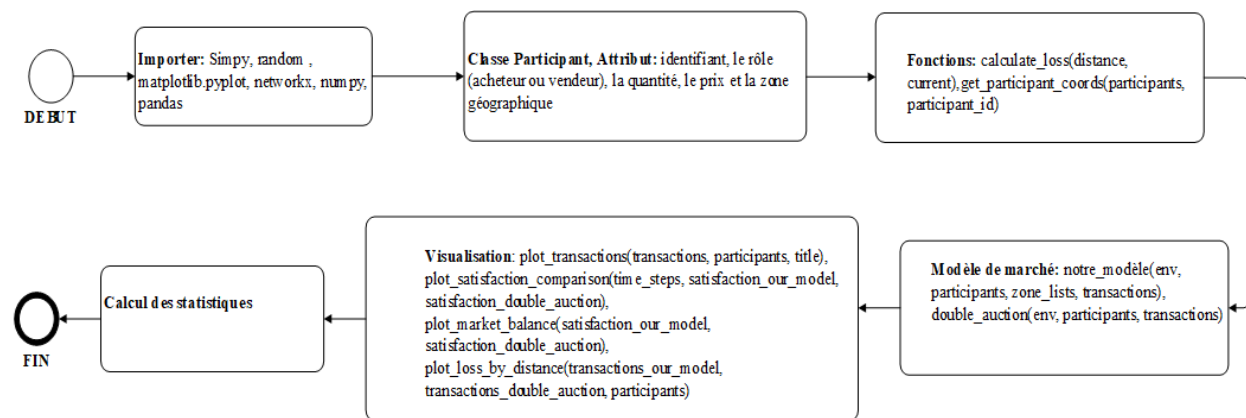 DEBUT
Importer: Simpy, random ,
matplotlib.pyplot, networkx, numpy,
pandas
Classe Participant, Attribut: identifiant, le rôle
(acheteur ou vendeur), la quantité, le prix et la zone
géographique
Fonctions: calculate_loss(distance,
current),get_participant_coords(participants,
participant_id)
Modèle de marché: notre_modèle(env,
participants, zone_lists, transactions),
double_auction(env, participants, transactions)
Visualisation: plot_transactions(transactions, participants, title),
plot_satisfaction_comparison(time_steps, satisfaction_our_model,
satisfaction_double_auction),
plot_market_balance(satisfaction_our_model,
satisfaction_double_auction),
plot_loss_by_distance(transactions_our_model,
transactions_double_auction, participants)
Calcul des statistiques
FIN